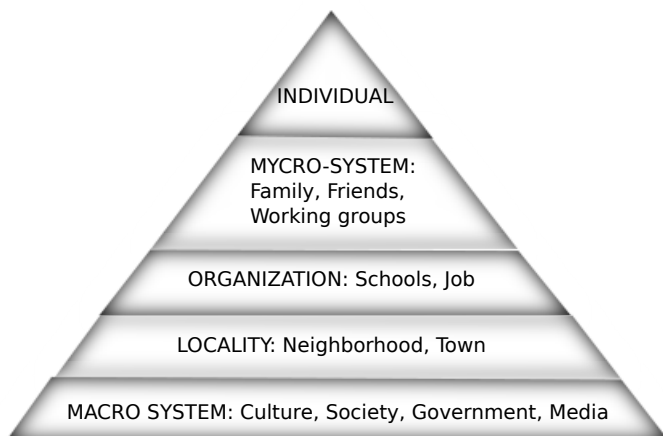 INDIVIDUAL
MYCRO-SYSTEM:
Family, Friends,
Working groups
ORGANIZATION: Schools, Job
LOCALITY: Neighborhood, Town
MACRO SYSTEM: Culture, Society, Government, Media